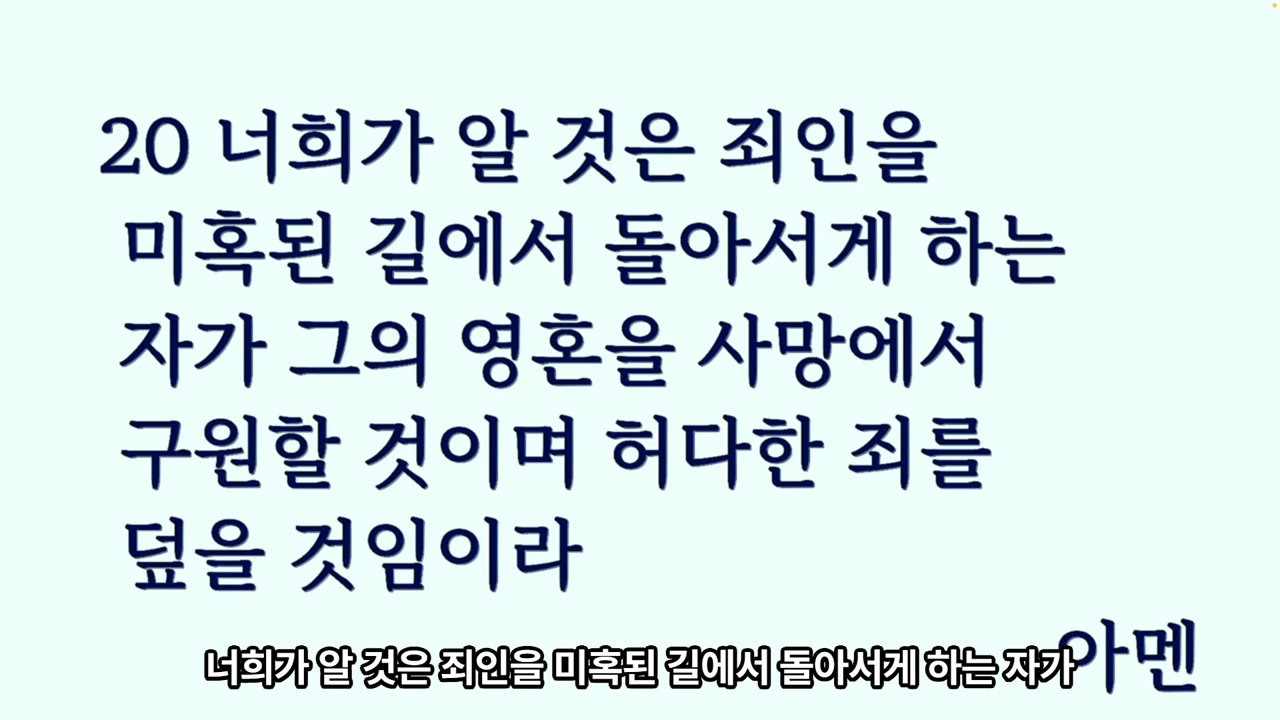 20 너희가 알 것은 죄인을
미혹된 길에서 돌아서게 하는
자가 그의 영혼을 사망에서
구원할 것이며 허다한 죄를
덮을 것임이라
아멘
너희가 알 것은 죄인을 미혹된 길에서 돌아서게 하는 자가